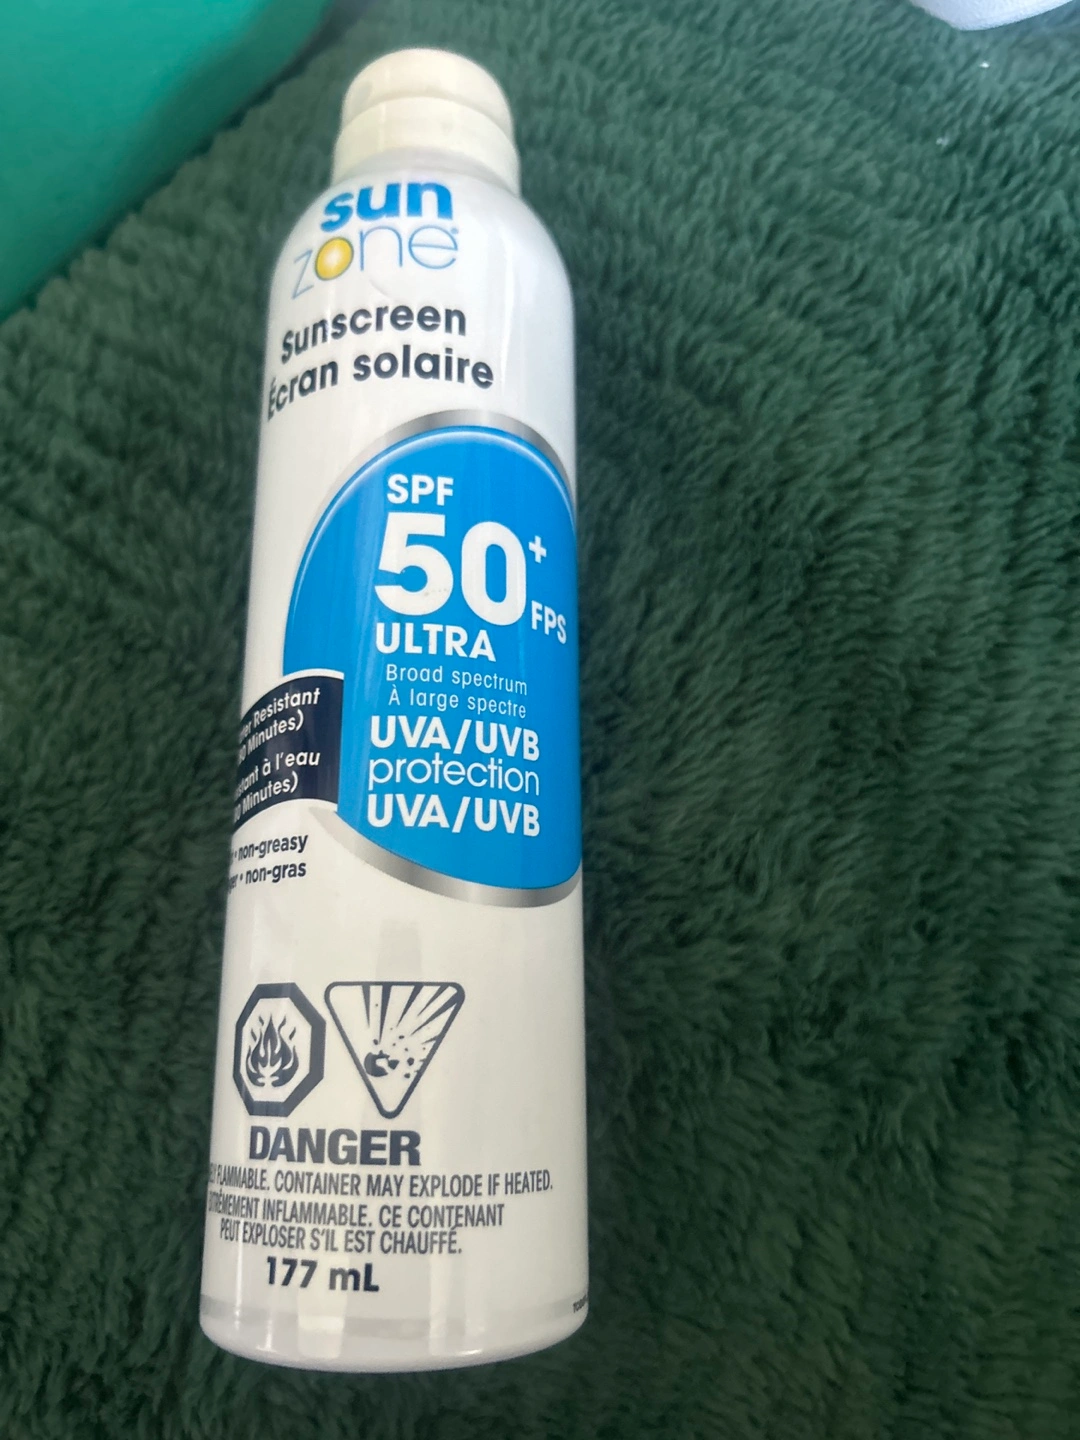 sun
zone
Sunscreen
Écran solaire
SPF
50+
FPS
ULTRA
Broad spectrum
À large spectre
UVA/UVB
protection
UVA/UVB
Resistant
Minutes)
à l'eau
Minutes)
• non-greasy
• non-gras
DANGER
FLAMMABLE. CONTAINER MAY EXPLODE IF HEATED.
INFLAMMABLE. CE CONTENANT
PEUT EXPLOSER S'IL EST CHAUFFÉ.
177 mL